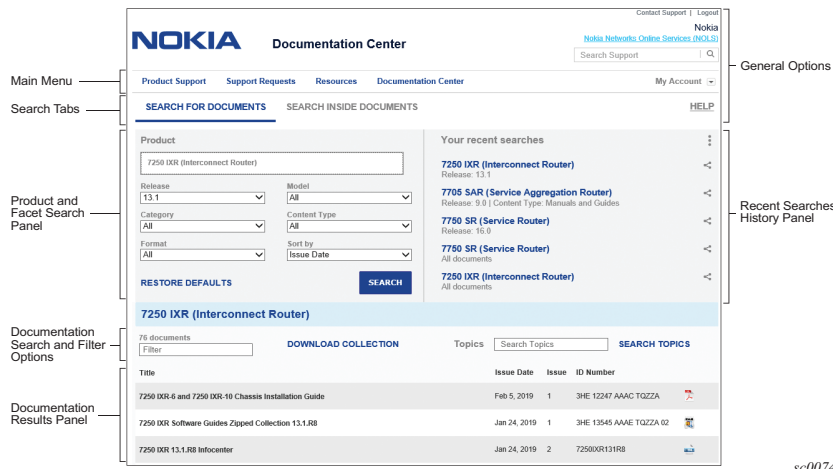 Contact Support | Logout
NOKIA
Documentation Center
Nokia
Nokia Networks Online Services (NOLS)
Search Support
General Options
Main Menu
Product Support Support Requests Resources Documentation Center My Account
Search Tabs
SEARCH FOR DOCUMENTS SEARCH INSIDE DOCUMENTS HELP
Product and
Facet Search
Panel
Product
7250 IXR (Interconnect Router)
Release
13.1
Model
All
Category
All
Content Type
All
Format
All
Sort by
Issue Date
RESTORE DEFAULTS SEARCH
Your recent searches
7250 IXR (Interconnect Router)
Release: 13.1
7705 SAR (Service Aggregation Router)
Release: 9.0 | Content Type: Manuals and Guides
7750 SR (Service Router)
Release: 16.0
7750 SR (Service Router)
All documents
7250 IXR (Interconnect Router)
All documents
Recent Searches
History Panel
7250 IXR (Interconnect Router)
Documentation
Search and Filter
Options
76 documents
Filter
DOWNLOAD COLLECTION Topics Search Topics SEARCH TOPICS
Documentation
Results Panel
Title Issue Date Issue ID Number
7250 IXR-6 and 7250 IXR-10 Chassis Installation Guide Feb 5, 2019 1 3HE 12247 AAAC TQZZA
7250 IXR Software Guides Zipped Collection 13.1.R8 Jan 24, 2019 1 3HE 13545 AAAE TQZZA 02
7250 IXR 13.1.R8 Infocenter Jan 24, 2019 2 7250IXR131R8